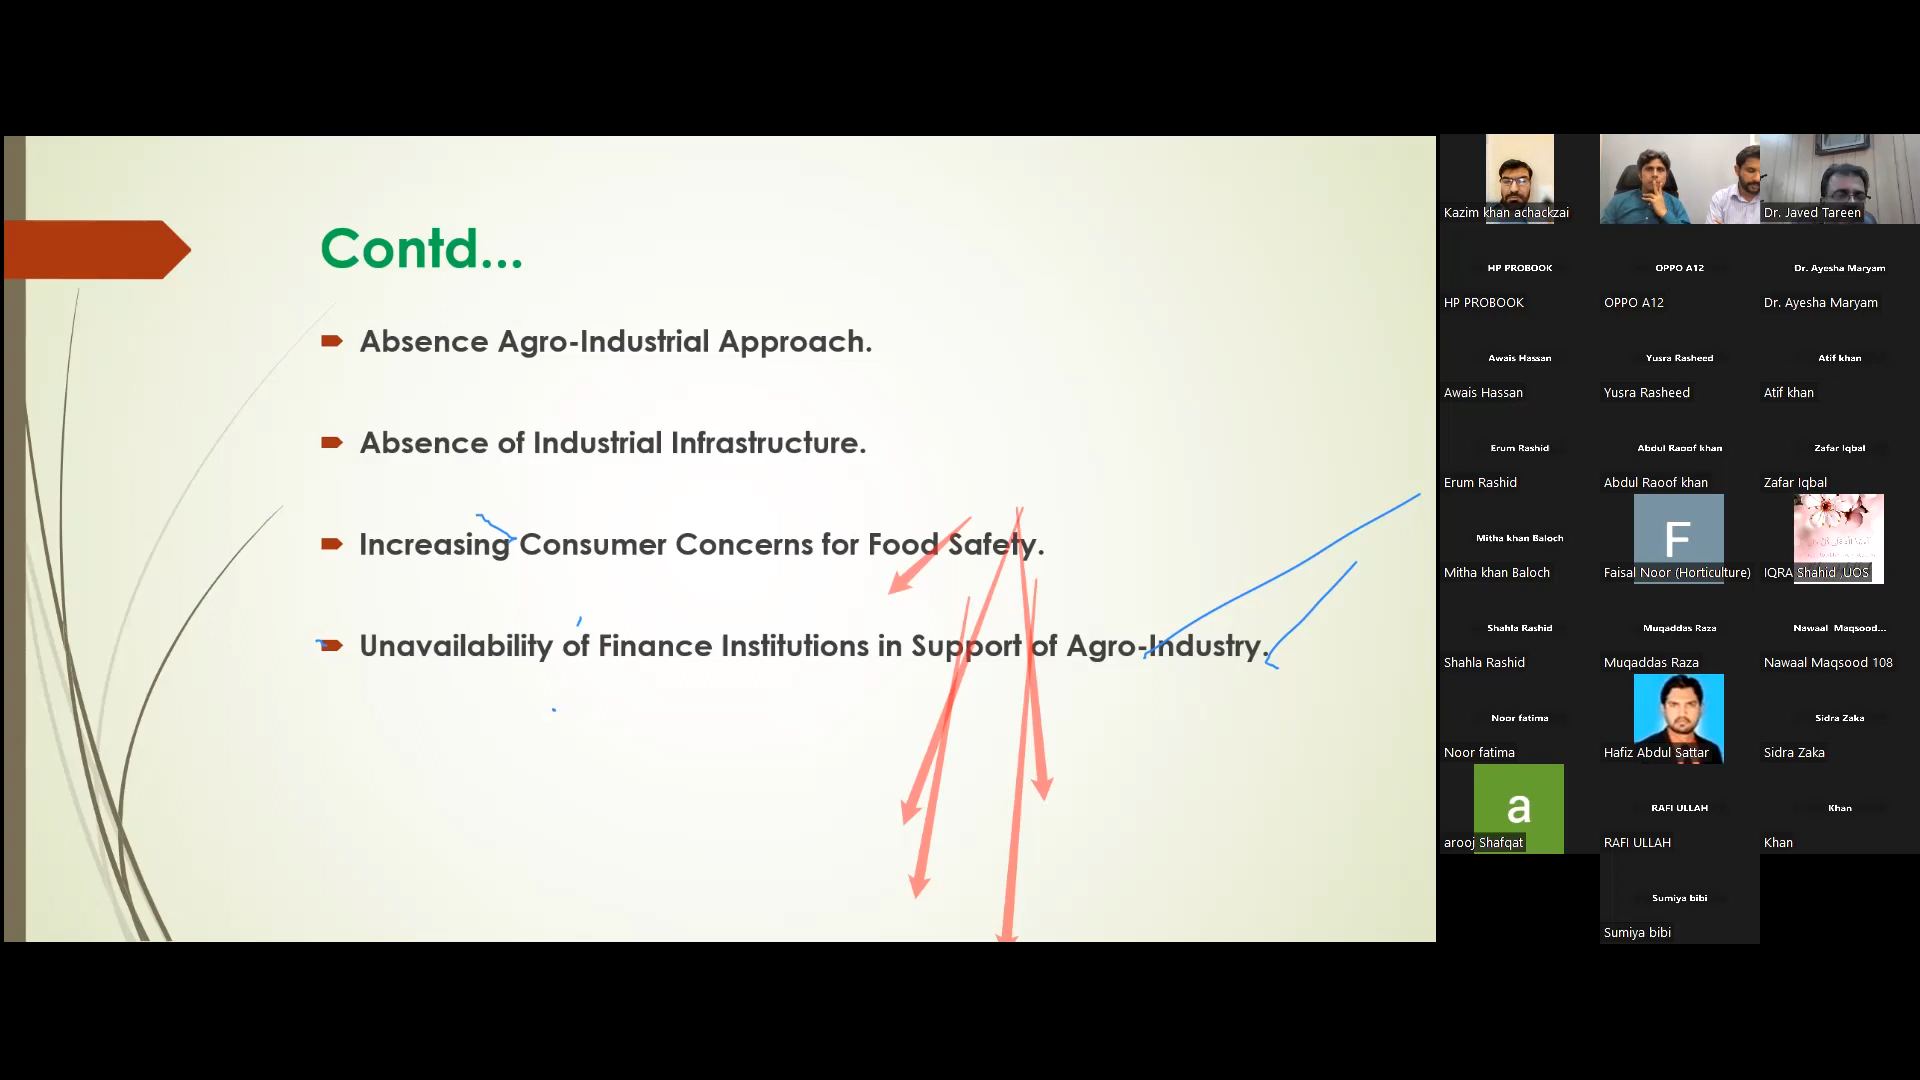 Contd...
Absence Agro-Industrial Approach.
Absence of Industrial Infrastructure.
Increasing Consumer Concerns for Food Safety.
Unavailability of Finance Institutions in Support of Agro-Industry.
Kazim khan achackzai
Dr. Javed Tareen
HP PROBOOK
OPPO A12
Dr. Ayesha Maryam
HP PROBOOK
OPPO A12
Dr. Ayesha Maryam
Awais Hassan
Yusra Rasheed
Atif khan
Awais Hassan
Yusra Rasheed
Atif khan
Erum Rashid
Abdul Raoof khan
Zafar Iqbal
Erum Rashid
Abdul Raoof khan
Zafar Iqbal
Mitha khan Baloch
F
Mitha khan Baloch
Faisal Noor (Horticulture)
IQRA Shahid ,UOS
Shahla Rashid
Muqaddas Raza
Nawaal Maqsood...
Shahla Rashid
Muqaddas Raza
Nawaal Maqsood 108
Noor fatima
Sidra Zaka
Noor fatima
Hafiz Abdul Sattar
Sidra Zaka
a
RAFI ULLAH
Khan
arooj Shafqat
RAFI ULLAH
Khan
Sumiya bibi
Sumiya bibi